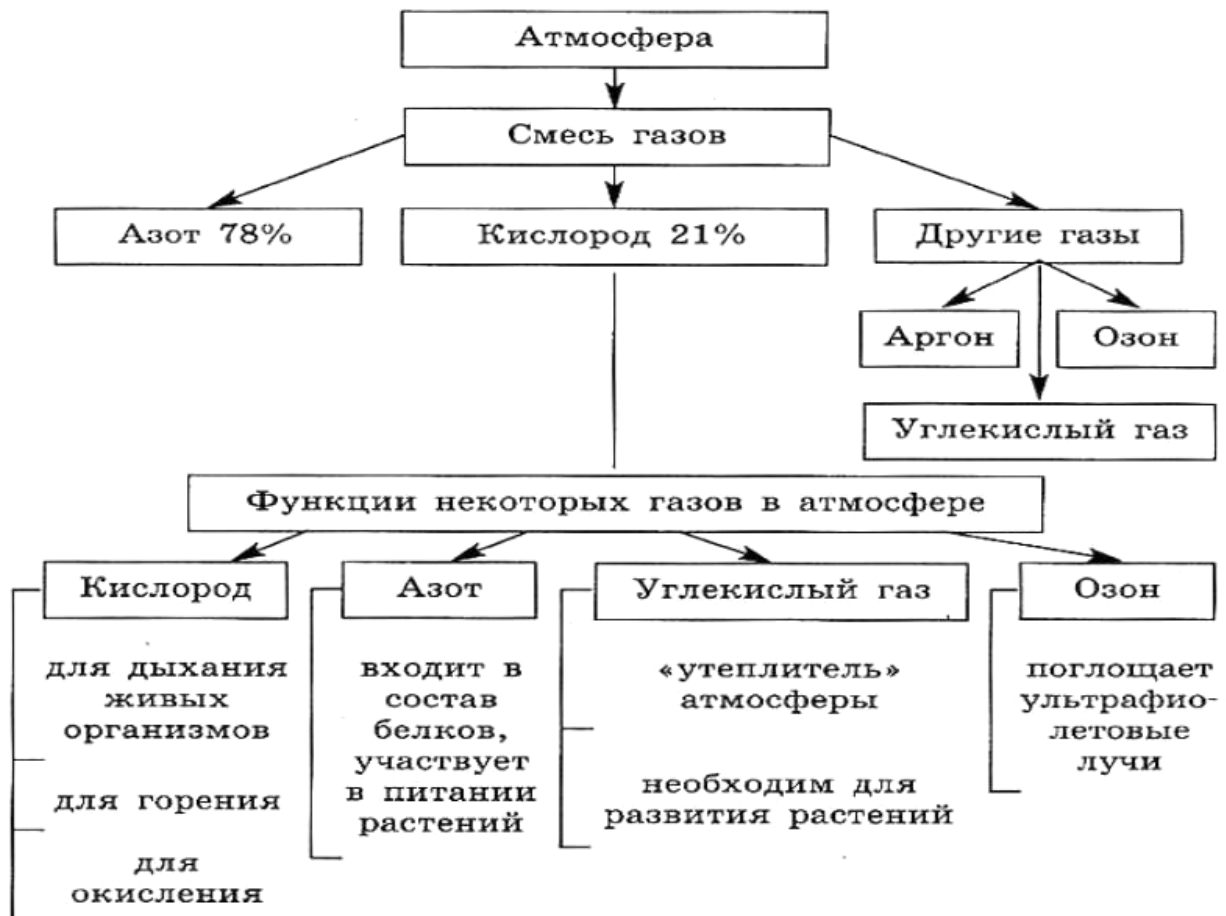 Атмосфера
Смесь газов
Азот 78%
Кислород 21%
Другие газы
Аргон
Озон
Углекислый газ
Функции некоторых газов в атмосфере
Кислород
для дыхания
живых
организмов
для горения
для
окисления
Азот
входит в
состав
белков,
участвует
в питании
растений
Углекислый газ
«утеплитель»
атмосферы
необходим для
развития растений
Озон
поглощает
ультрафио-
летовые
лучи